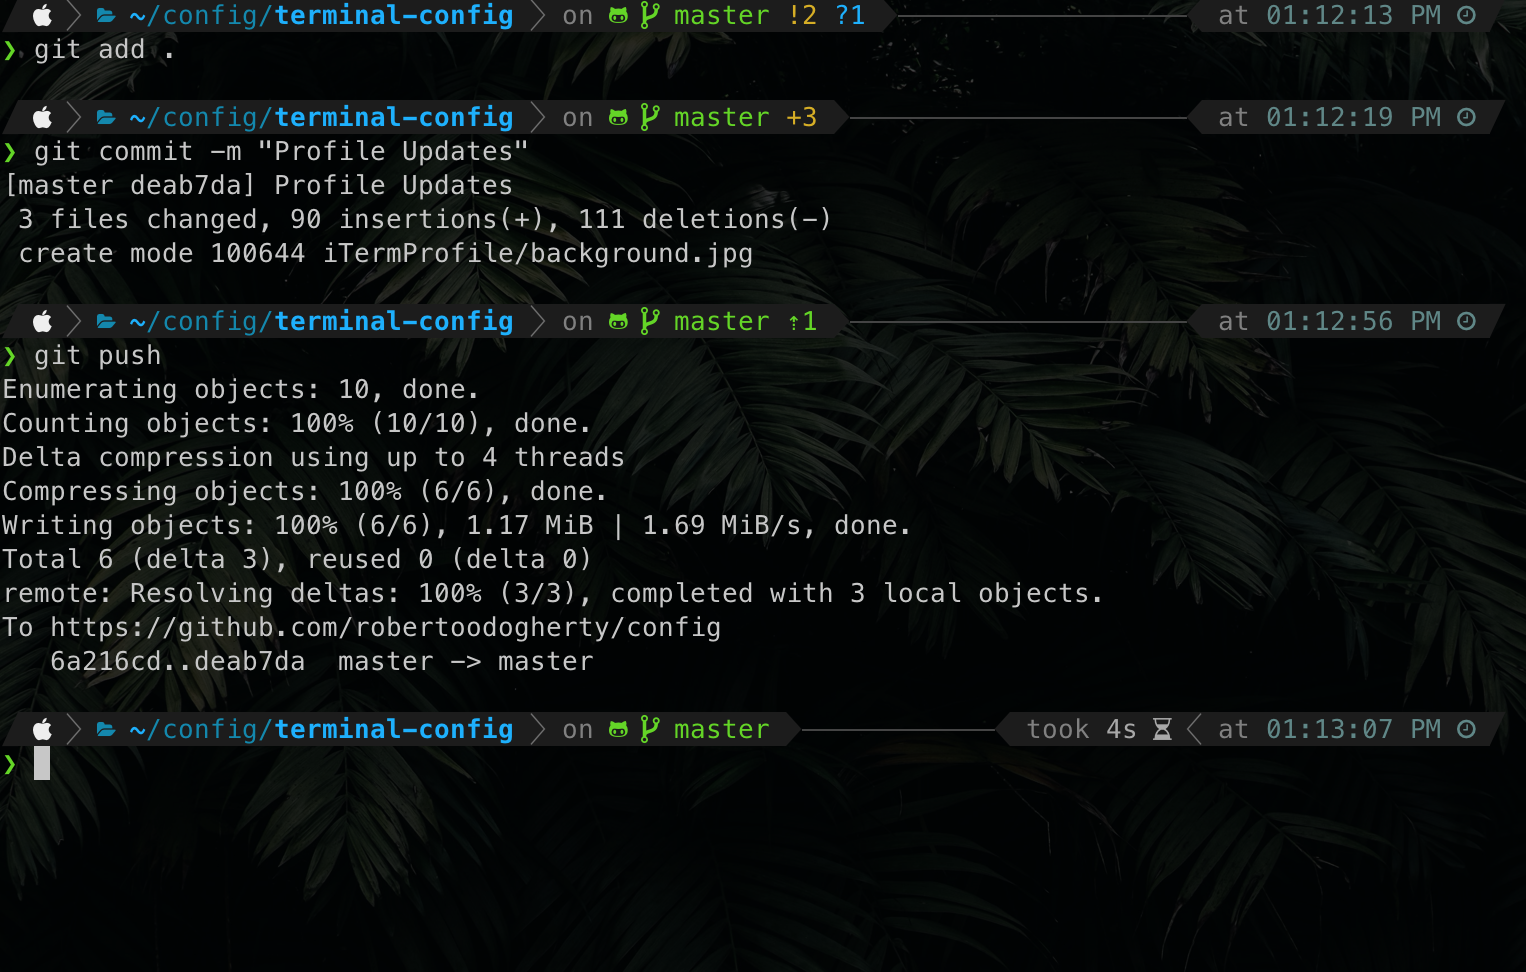 ~/config/terminal-config on master !2 ?1 at 01:12:13 PM
❯ git add .
~/config/terminal-config on master +3 at 01:12:19 PM
❯ git commit -m "Profile Updates"
[master deab7da] Profile Updates
3 files changed, 90 insertions(+), 111 deletions(-)
create mode 100644 iTermProfile/background.jpg
~/config/terminal-config on master ⇡1 at 01:12:56 PM
❯ git push
Enumerating objects: 10, done.
Counting objects: 100% (10/10), done.
Delta compression using up to 4 threads
Compressing objects: 100% (6/6), done.
Writing objects: 100% (6/6), 1.17 MiB | 1.69 MiB/s, done.
Total 6 (delta 3), reused 0 (delta 0)
remote: Resolving deltas: 100% (3/3), completed with 3 local objects.
To https://github.com/robertoodogherty/config
6a216cd..deab7da  master -> master
~/config/terminal-config on master took 4s at 01:13:07 PM
❯